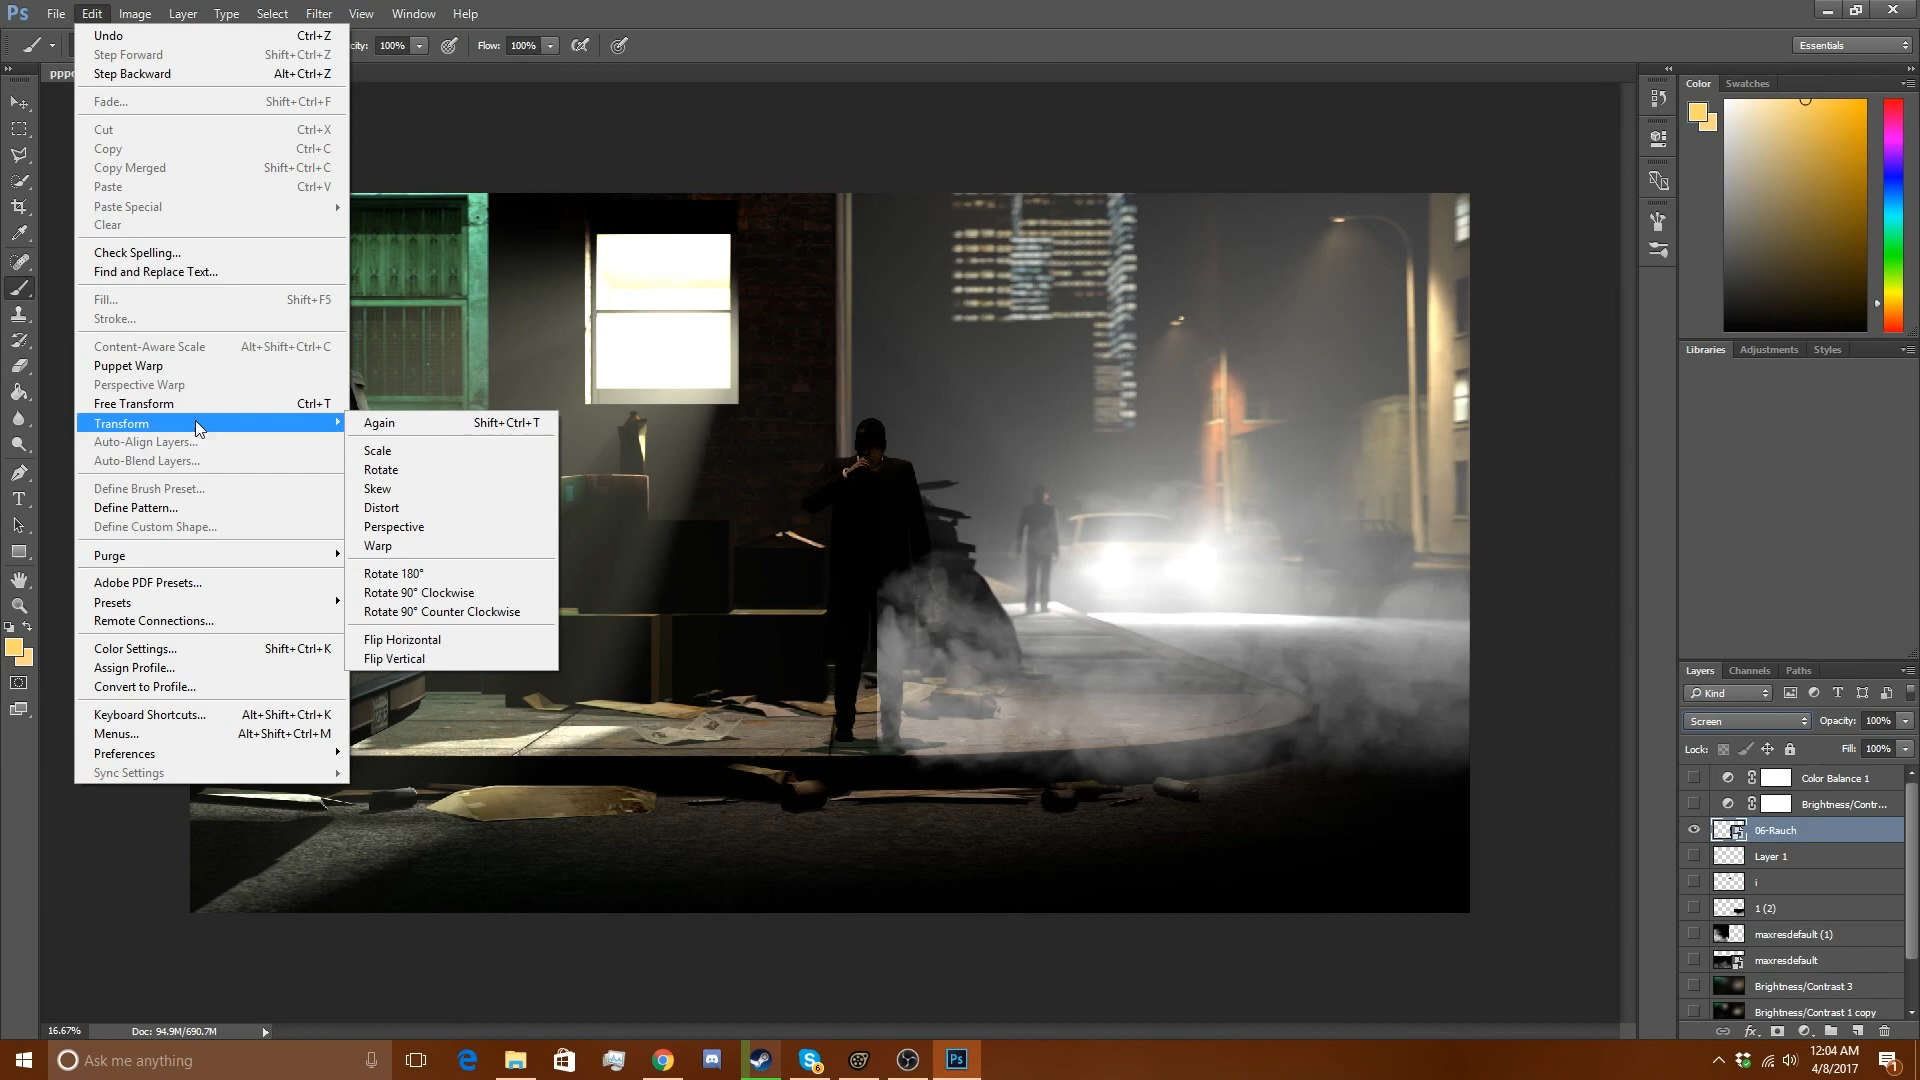 Ps File Edit Image Layer Type Select Filter View Window Help
city: 100% Flow: 100% Essentials
Undo Ctrl+Z
Step Forward Shift+Ctrl+Z
Step Backward Alt+Ctrl+Z
Fade... Shift+Ctrl+F
Cut Ctrl+X
Copy Ctrl+C
Copy Merged Shift+Ctrl+C
Paste Ctrl+V
Paste Special
Clear
Check Spelling...
Find and Replace Text...
Fill... Shift+F5
Stroke...
Content-Aware Scale Alt+Shift+Ctrl+C
Puppet Warp
Perspective Warp
Free Transform Ctrl+T
Transform
Auto-Align Layers...
Auto-Blend Layers...
Define Brush Preset...
Define Pattern...
Define Custom Shape...
Purge
Adobe PDF Presets...
Presets
Remote Connections...
Color Settings... Shift+Ctrl+K
Assign Profile...
Convert to Profile...
Keyboard Shortcuts... Alt+Shift+Ctrl+K
Menus... Alt+Shift+Ctrl+M
Preferences
Sync Settings
Again Shift+Ctrl+T
Scale
Rotate
Skew
Distort
Perspective
Warp
Rotate 180°
Rotate 90° Clockwise
Rotate 90° Counter Clockwise
Flip Horizontal
Flip Vertical
Color Swatches
Libraries Adjustments Styles
Layers Channels Paths
Kind
Screen Opacity: 100%
Lock: Fill: 100%
Color Balance 1
Brightness/Contr...
06-Rauch
Layer 1
i
1 (2)
maxresdefault (1)
maxresdefault
Brightness/Contrast 3
Brightness/Contrast 1 copy
16.67% Doc: 94.9M/690.7M
Ask me anything
6
Ps
12:04 AM
4/8/2017
1